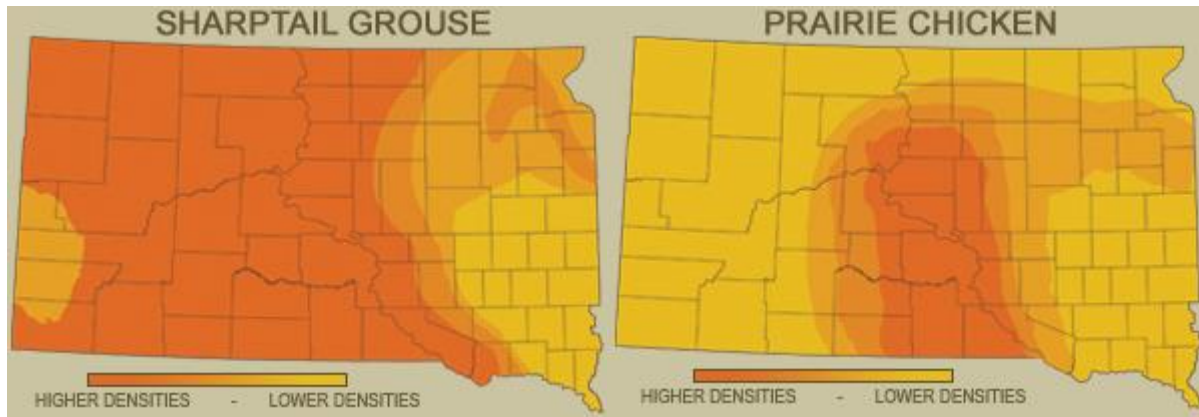 SHARPTAIL GROUSE
HIGHER DENSITIES - LOWER DENSITIES
PRAIRIE CHICKEN
HIGHER DENSITIES - LOWER DENSITIES